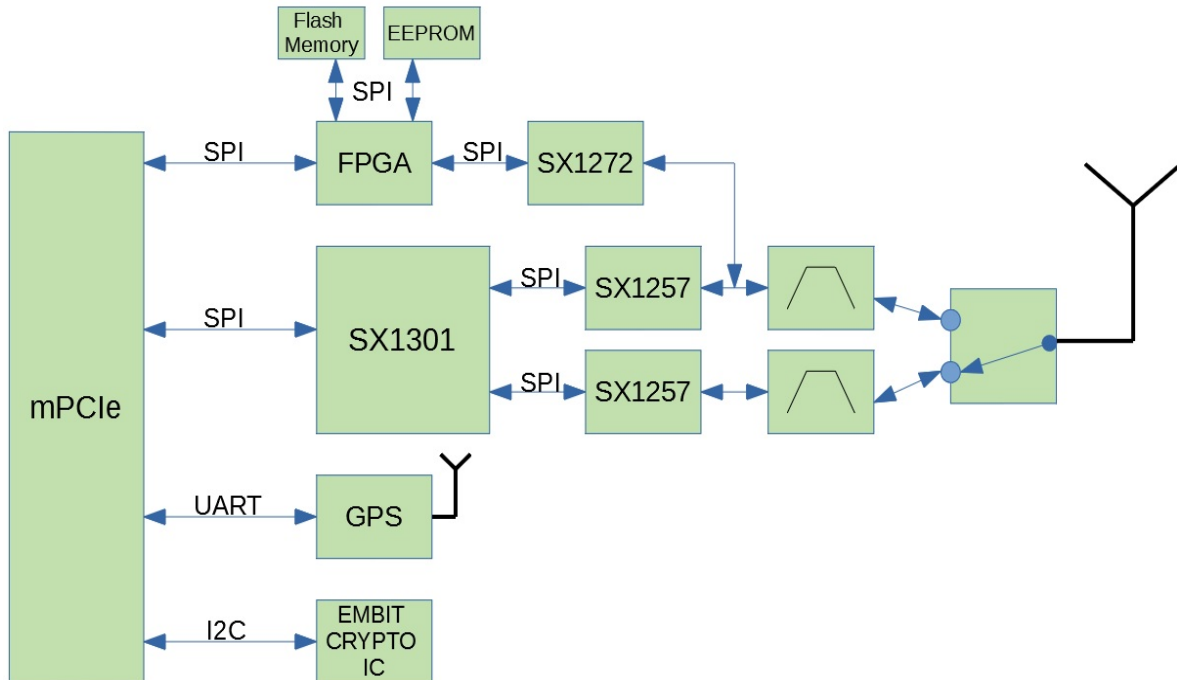 Flash
Memory
EEPROM
SPI
SPI
FPGA
SPI
SX1272
SPI
SX1257
SPI
SX1301
mPCIe
SPI
SX1257
UART
GPS
I2C
EMBIT
CRYPTO
IC